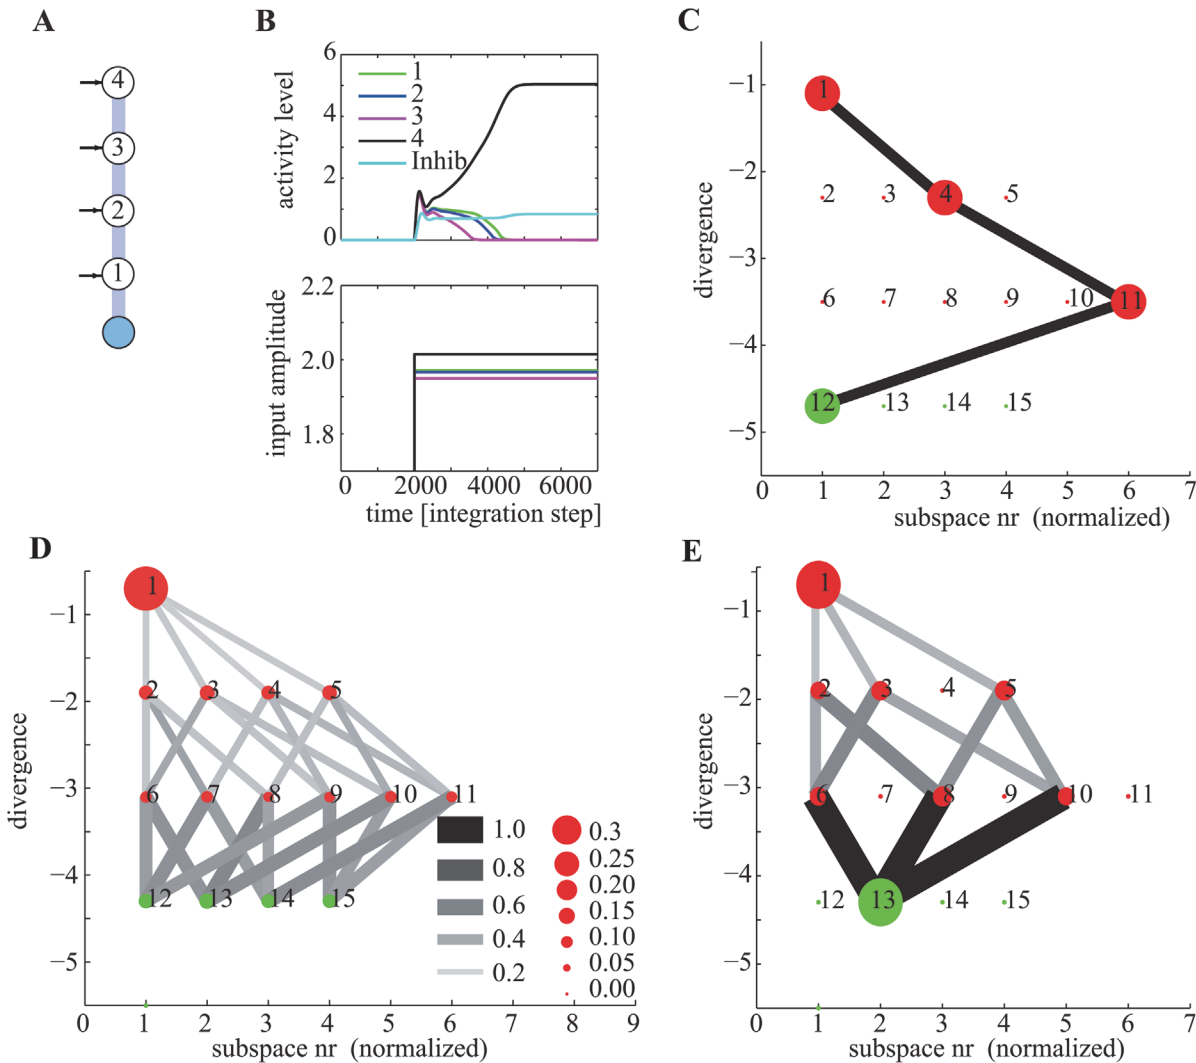 A
4
3
2
1
B
6
4
2
0
activity level
1
2
3
4
Inhib
2.2
2.0
1.8
input amplitude
0 2000 4000 6000
time [integration step]
C
−1
−2
−3
−4
−5
divergence
1
2 3 4 5
6 7 8 9 10 11
12 13 14 15
0 1 2 3 4 5 6 7
subspace nr (normalized)
D
−1
−2
−3
−4
−5
divergence
1
2 3 4 5
6 7 8 9 10 11
12 13 14 15
1.0
0.8
0.6
0.4
0.2
0.3
0.25
0.20
0.15
0.10
0.05
0.00
0 1 2 3 4 5 6 7 8 9
subspace nr (normalized)
E
−1
−2
−3
−4
−5
divergence
1
2 3 4 5
6 7 8 9 10 11
12 13 14 15
0 1 2 3 4 5 6 7
subspace nr (normalized)